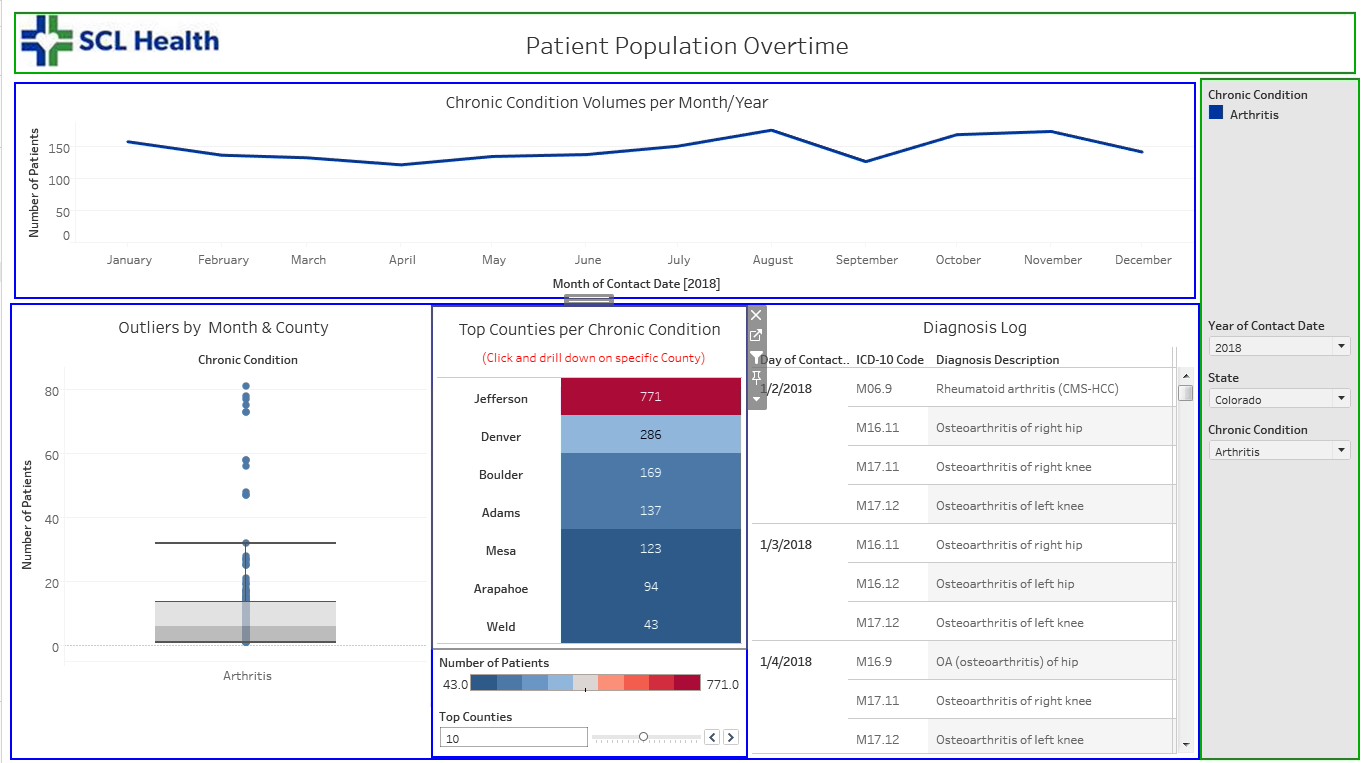 SCL Health
Patient Population Overtime
Chronic Condition Volumes per Month/Year
Number of Patients
150
100
50
0
January February March April May June July August September October November December
Month of Contact Date [2018]
Chronic Condition
Arthritis
Year of Contact Date
2018
State
Colorado
Chronic Condition
Arthritis
Outliers by Month & County
Chronic Condition
Number of Patients
80
60
40
20
0
Arthritis
Top Counties per Chronic Condition
(Click and drill down on specific County)
Jefferson 771
Denver 286
Boulder 169
Adams 137
Mesa 123
Arapahoe 94
Weld 43
Number of Patients
43.0 771.0
Top Counties
10
Diagnosis Log
Day of Contact.. ICD-10 Code Diagnosis Description
1/2/2018 M06.9 Rheumatoid arthritis (CMS-HCC)
M16.11 Osteoarthritis of right hip
M17.11 Osteoarthritis of right knee
M17.12 Osteoarthritis of left knee
1/3/2018 M16.11 Osteoarthritis of right hip
M16.12 Osteoarthritis of left hip
M17.12 Osteoarthritis of left knee
1/4/2018 M16.9 OA (osteoarthritis) of hip
M17.11 Osteoarthritis of right knee
M17.12 Osteoarthritis of left knee